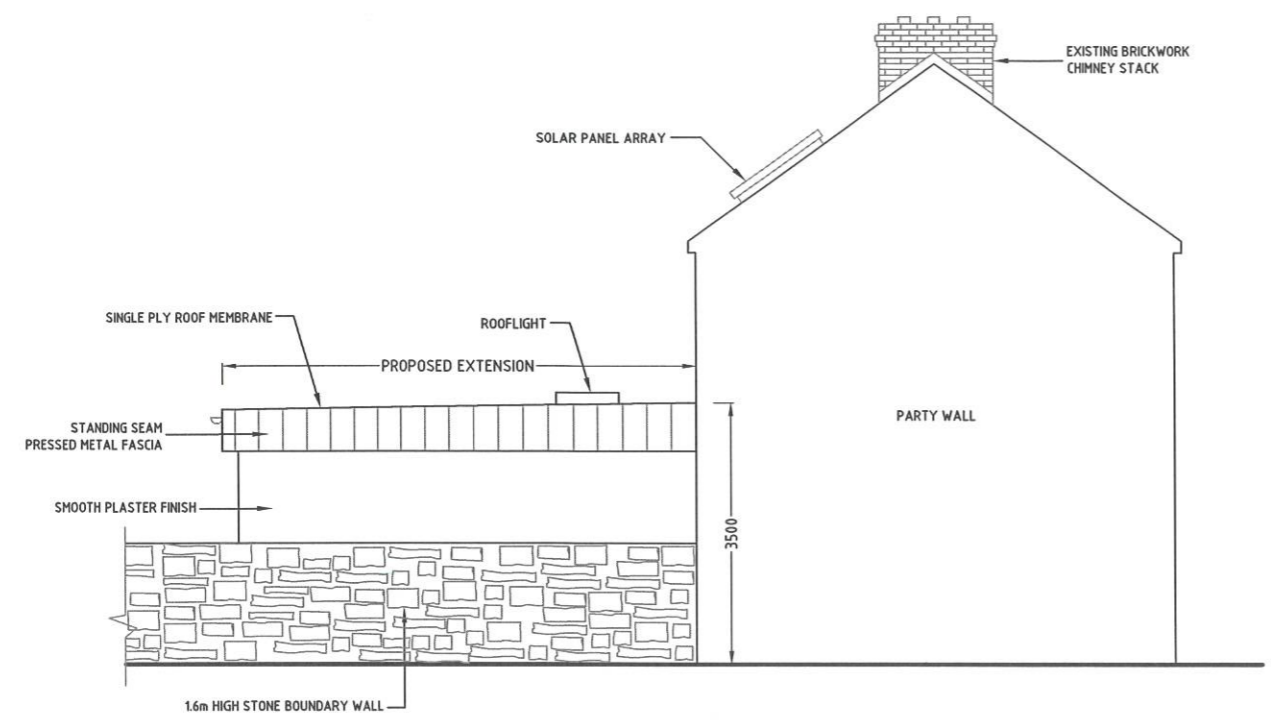 EXISTING BRICKWORK
CHIMNEY STACK
SOLAR PANEL ARRAY
SINGLE PLY ROOF MEMBRANE
ROOFLIGHT
PROPOSED EXTENSION
PARTY WALL
STANDING SEAM
PRESSED METAL FASCIA
SMOOTH PLASTER FINISH
3500
1.6m HIGH STONE BOUNDARY WALL